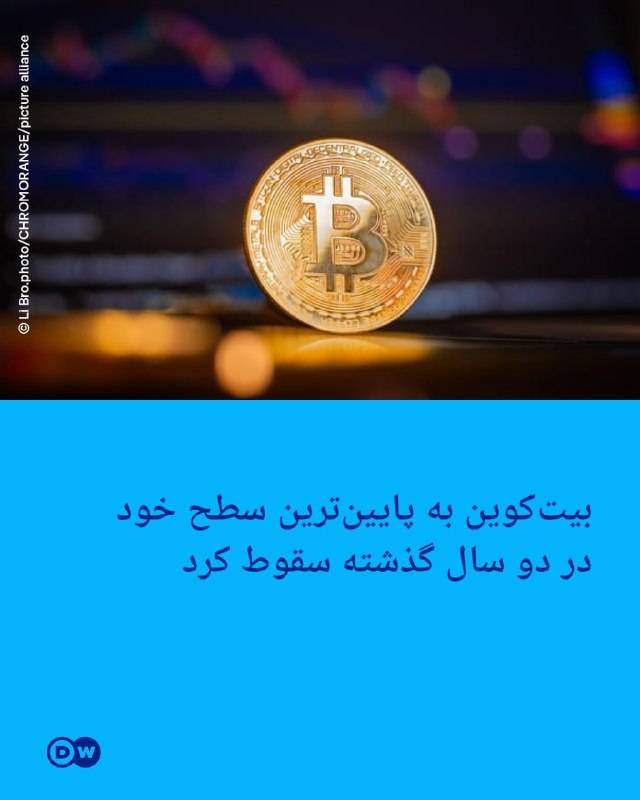 © Li Bro.photo/CHROMORANGE/picture alliance
بیت‌کوین به پایین‌ترین سطح خود
در دو سال گذشته سقوط کرد
DW